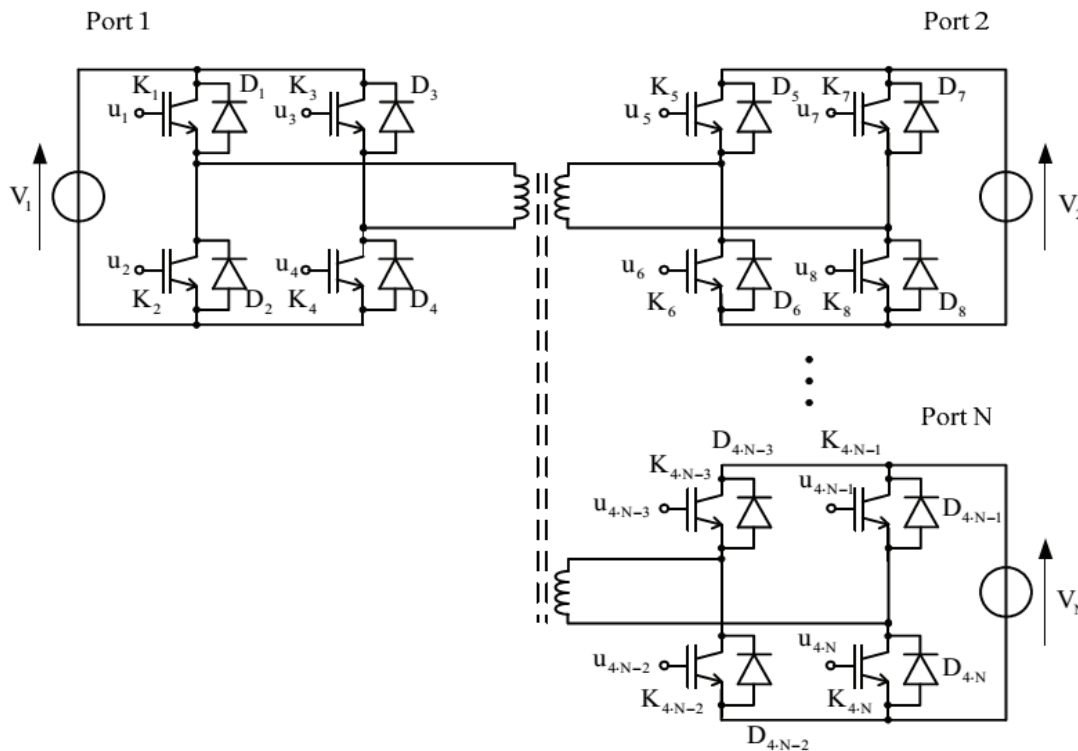 Port 1
Port 2
K1 D1 K3 D3
u1 u3
V1
u2 u4
K2 D2 K4 D4
K5 D5 K7 D7
u5 u7
u6 u8
K6 D6 K8 D8
Port N
D4·N−3 K4·N−1
K4·N−3
u4·N−3 u4·N−1
D4·N−1
u4·N−2 u4·N
D4·N
K4·N−2 K4·N
D4·N−2